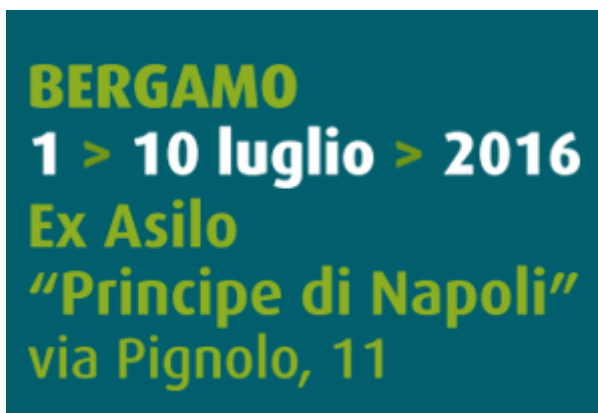 BERGAMO
1 > 10 luglio > 2016
Ex Asilo
“Principe di Napoli”
via Pignolo, 11